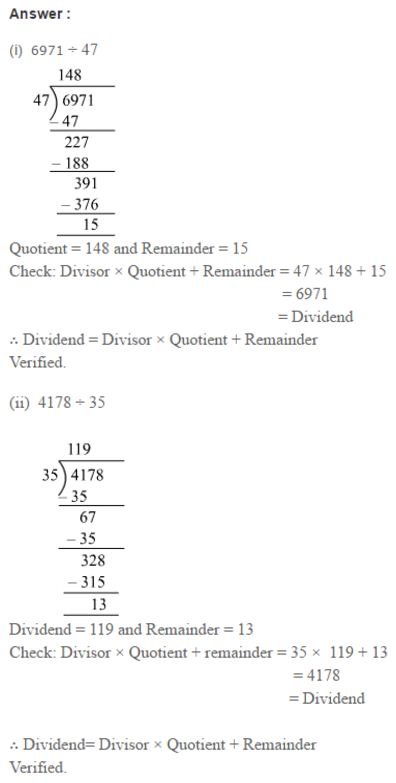 Answer :
(i) 6971 ÷ 47
148
47 6971
– 47
227
– 188
391
– 376
15
Quotient = 148 and Remainder = 15
Check: Divisor × Quotient + Remainder = 47 × 148 + 15
= 6971
= Dividend
∴ Dividend = Divisor × Quotient + Remainder
Verified.
(ii) 4178 ÷ 35
119
35 4178
– 35
67
– 35
328
– 315
13
Dividend = 119 and Remainder = 13
Check: Divisor × Quotient + remainder = 35 × 119 + 13
= 4178
= Dividend
∴ Dividend= Divisor × Quotient + Remainder
Verified.